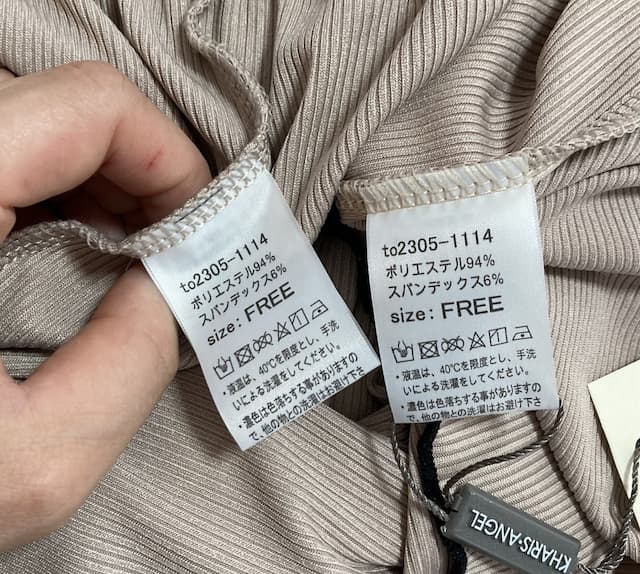 to2305-1114
ポリエステル94%
スパンデックス6%
size: FREE
・液温は、40℃を限度とし、手洗
いによる洗濯をしてください。
・濃色は色落ちする事がありますの
で、他の物との洗濯はお避け下さ
to2305-1114
ポリエステル94%
スパンデックス6%
size: FREE
・液温は、40℃を限度とし、手洗
いによる洗濯をしてください。
・濃色は色落ちする事がありますの
で、他の物との洗濯はお避け下さ
KHARIS:ANGEL